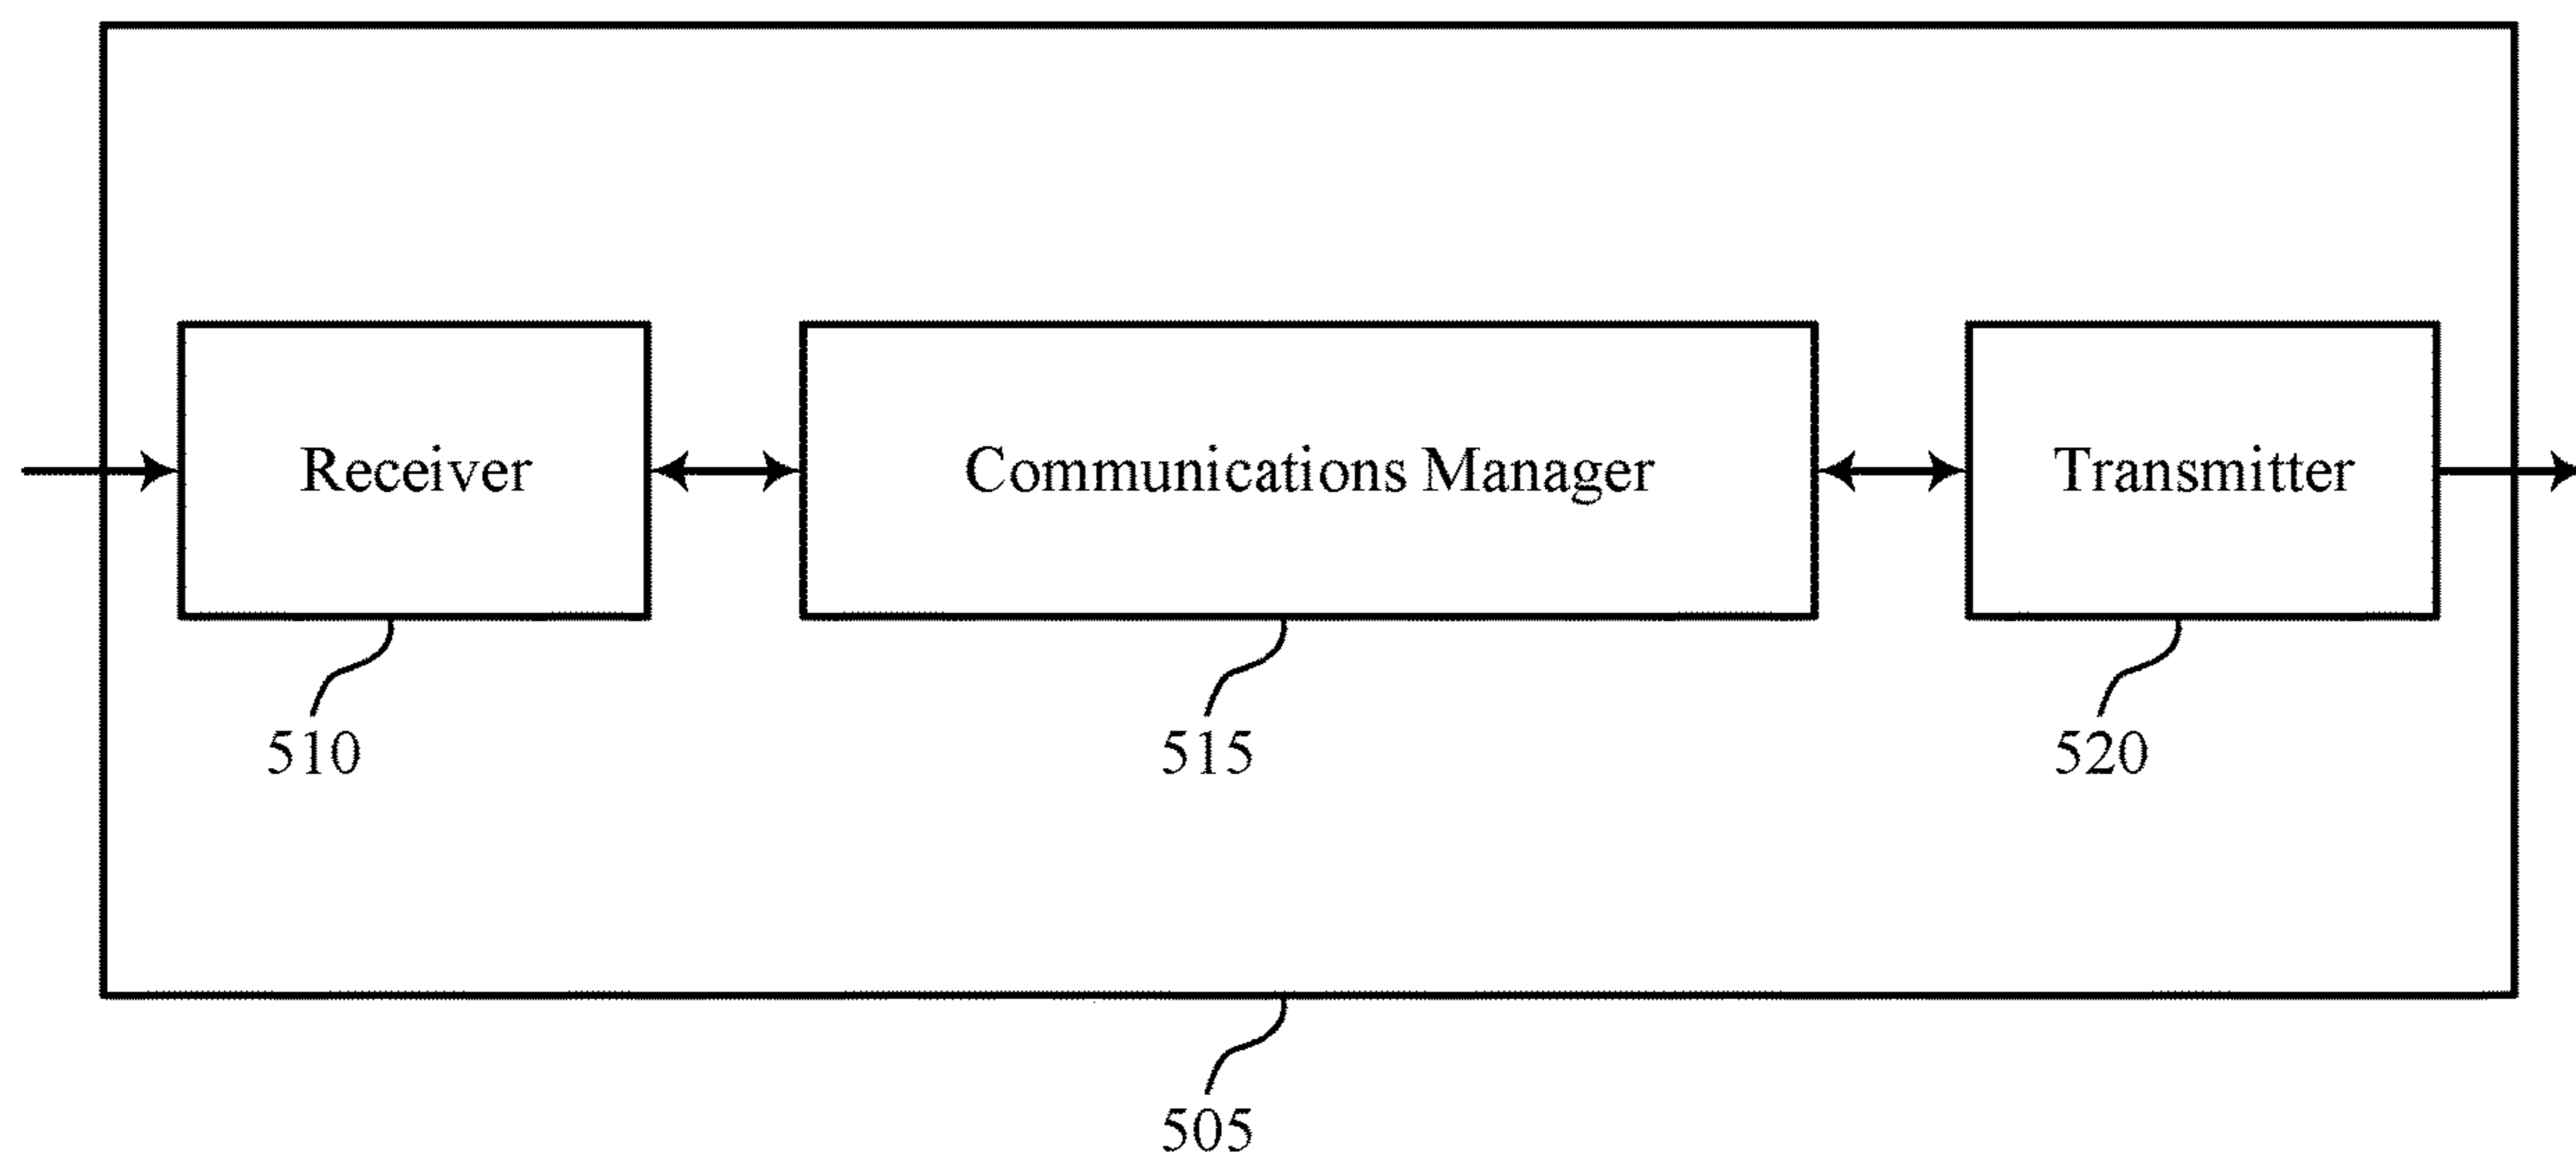 Receiver
Communications Manager
Transmitter
510
515
520
505